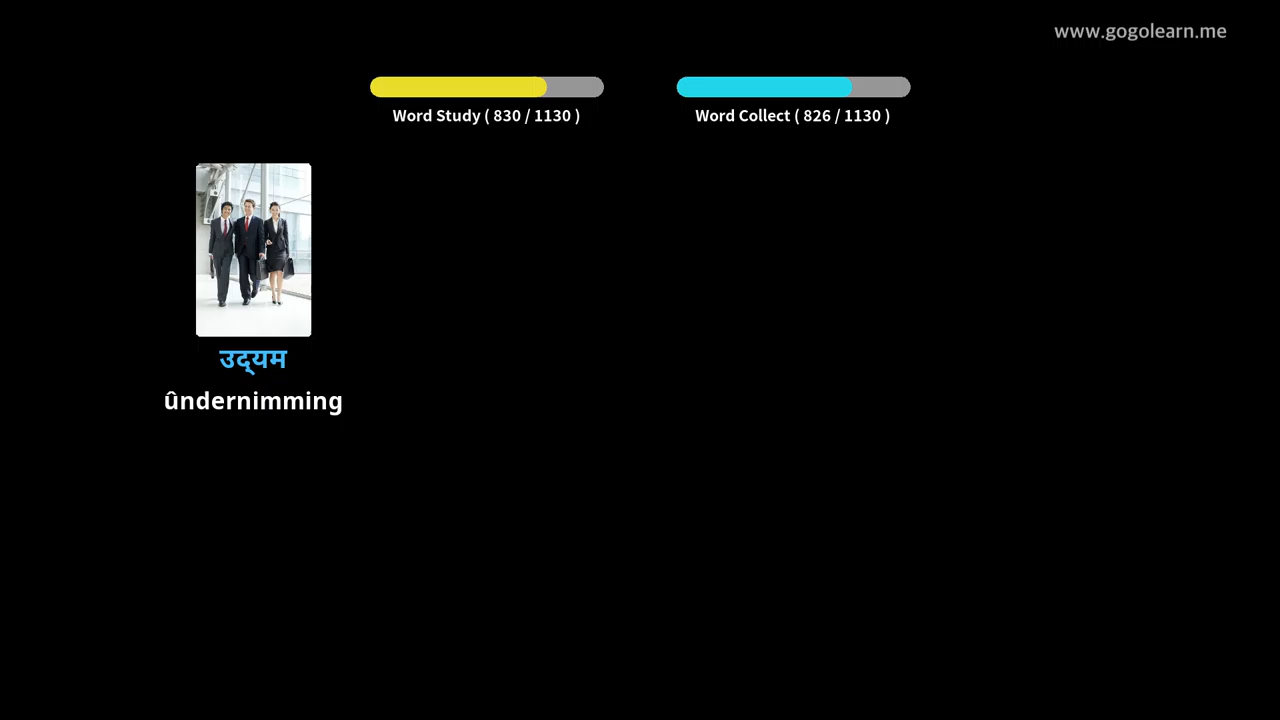 www.gogolearn.me
Word Study ( 830 / 1130 )
Word Collect ( 826 / 1130 )
उद्यम
ûndernimming